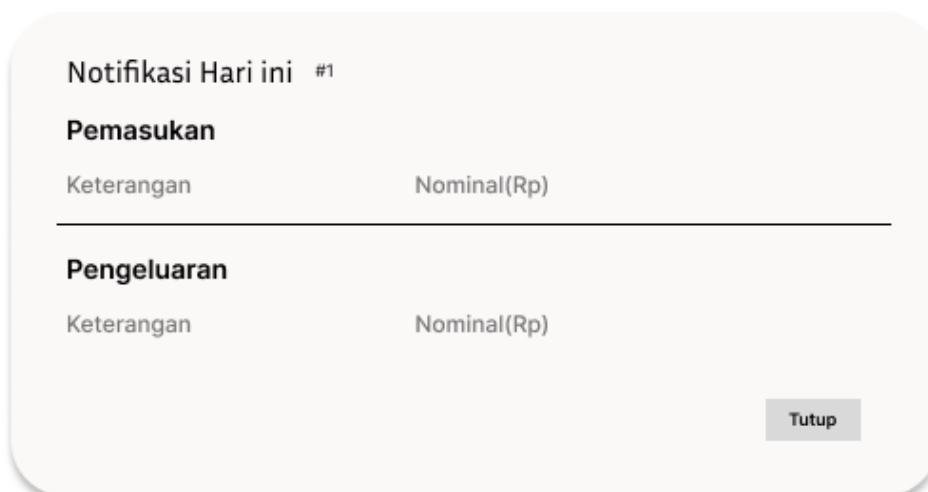 Notifikasi Hari ini #1
Pemasukan
Keterangan Nominal(Rp)
Pengeluaran
Keterangan Nominal(Rp)
Tutup